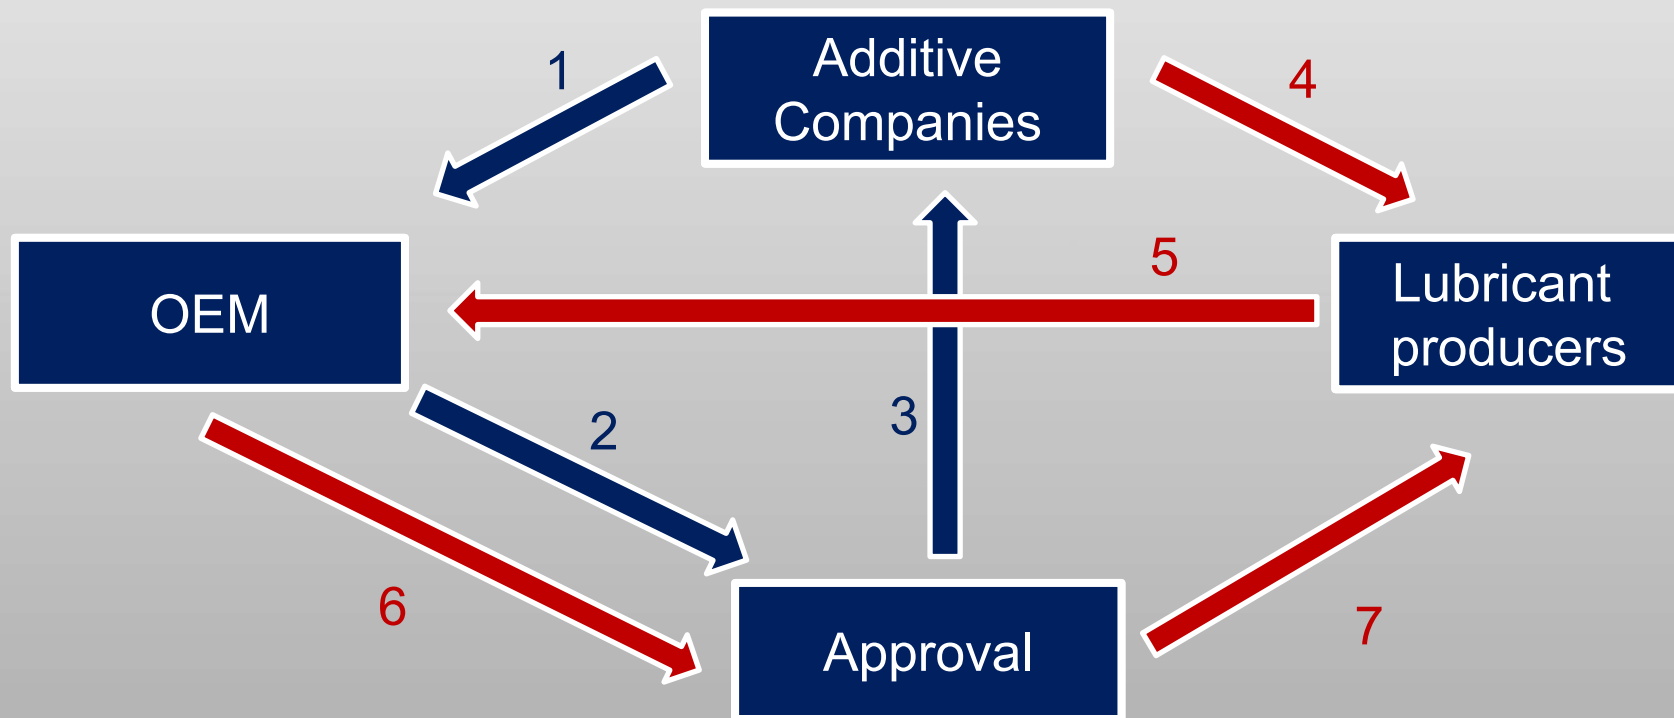 1
Additive
Companies
4
OEM
5
Lubricant
producers
2
3
6
Approval
7